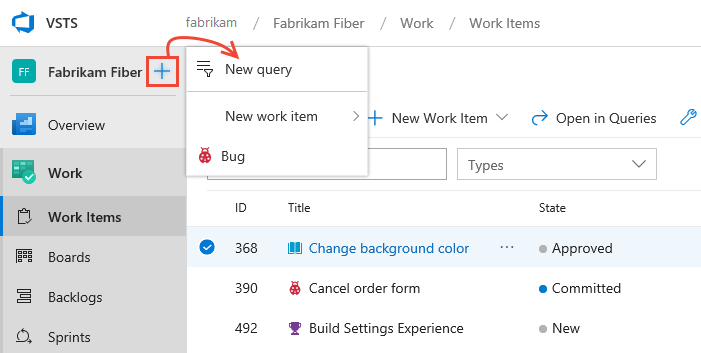 VSTS fabrikam / Fabrikam Fiber / Work / Work Items
FF Fabrikam Fiber
New query
New work item
Bug
New Work Item
Open in Queries
Overview
Work
Types
Work Items
ID Title State
Boards
368 Change background color ... Approved
Backlogs
390 Cancel order form Committed
Sprints
492 Build Settings Experience New